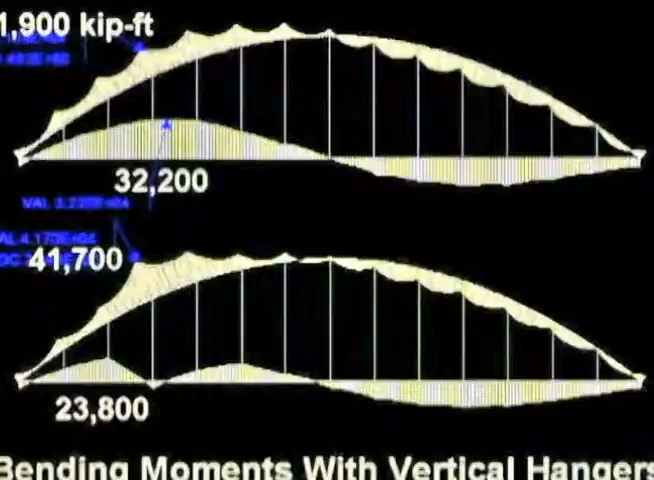 1,900 kip-ft
32,200
41,700
23,800
Bending Moments With Vertical Hangers